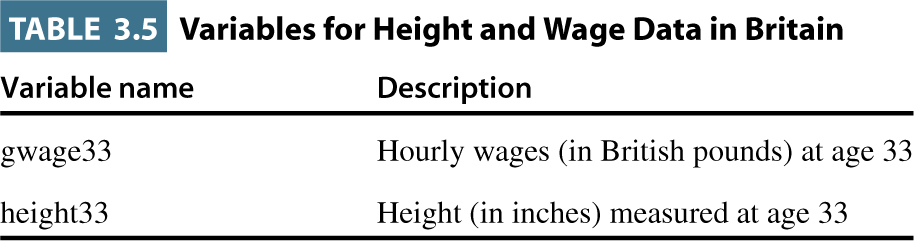 TABLE 3.5 Variables for Height and Wage Data in Britain
Variable name Description
gwage33 Hourly wages (in British pounds) at age 33
height33 Height (in inches) measured at age 33